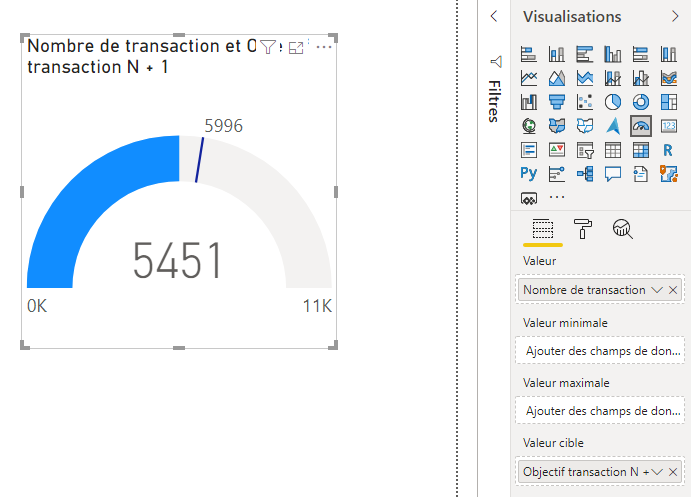 Nombre de transaction et O
transaction N + 1
5996
5451
0K
11K
Filtres
Visualisations
123
R
Py
Valeur
Nombre de transaction
Valeur minimale
Ajouter des champs de don...
Valeur maximale
Ajouter des champs de don...
Valeur cible
Objectif transaction N +